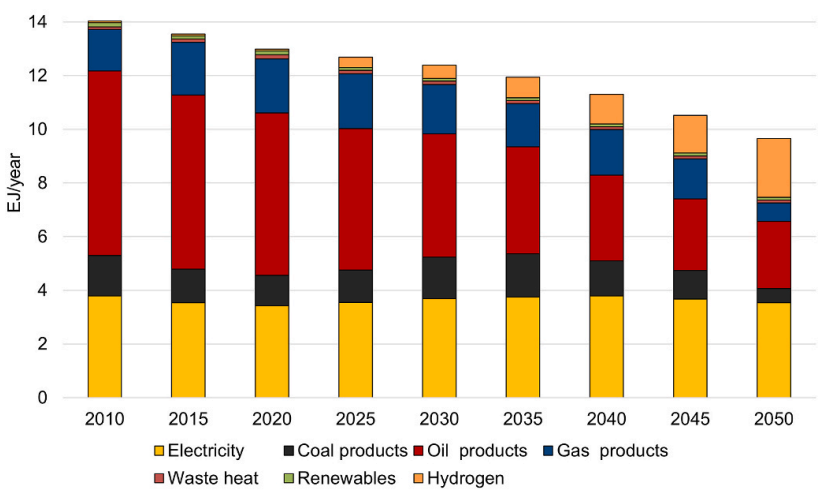 14
12
10
8
6
4
2
0
EJ/year
2010 2015 2020 2025 2030 2035 2040 2045 2050
Electricity Coal products Oil products Gas products
Waste heat Renewables Hydrogen